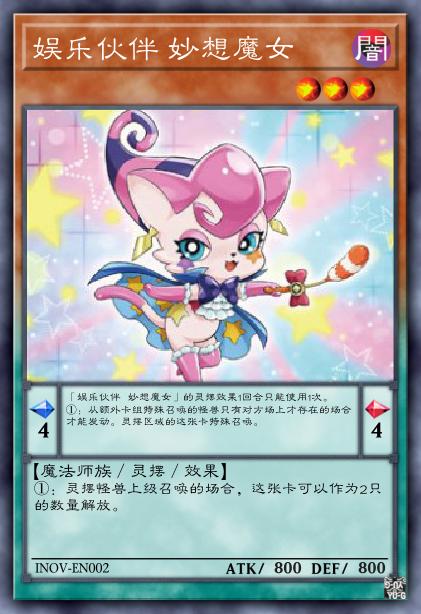 娱乐伙伴 妙想魔女
闇
「娱乐伙伴 妙想魔女」的灵摆效果1回合只能使用1次。
①：从额外卡组特殊召唤的怪兽只有对方场上才存在的场合
才能发动。灵摆区域的这张卡特殊召唤。
4
4
【魔法师族／灵摆／效果】
①：灵摆怪兽上级召唤的场合，这张卡可以作为2只
的数量解放。
INOV-EN002
ATK/ 800 DEF/ 800